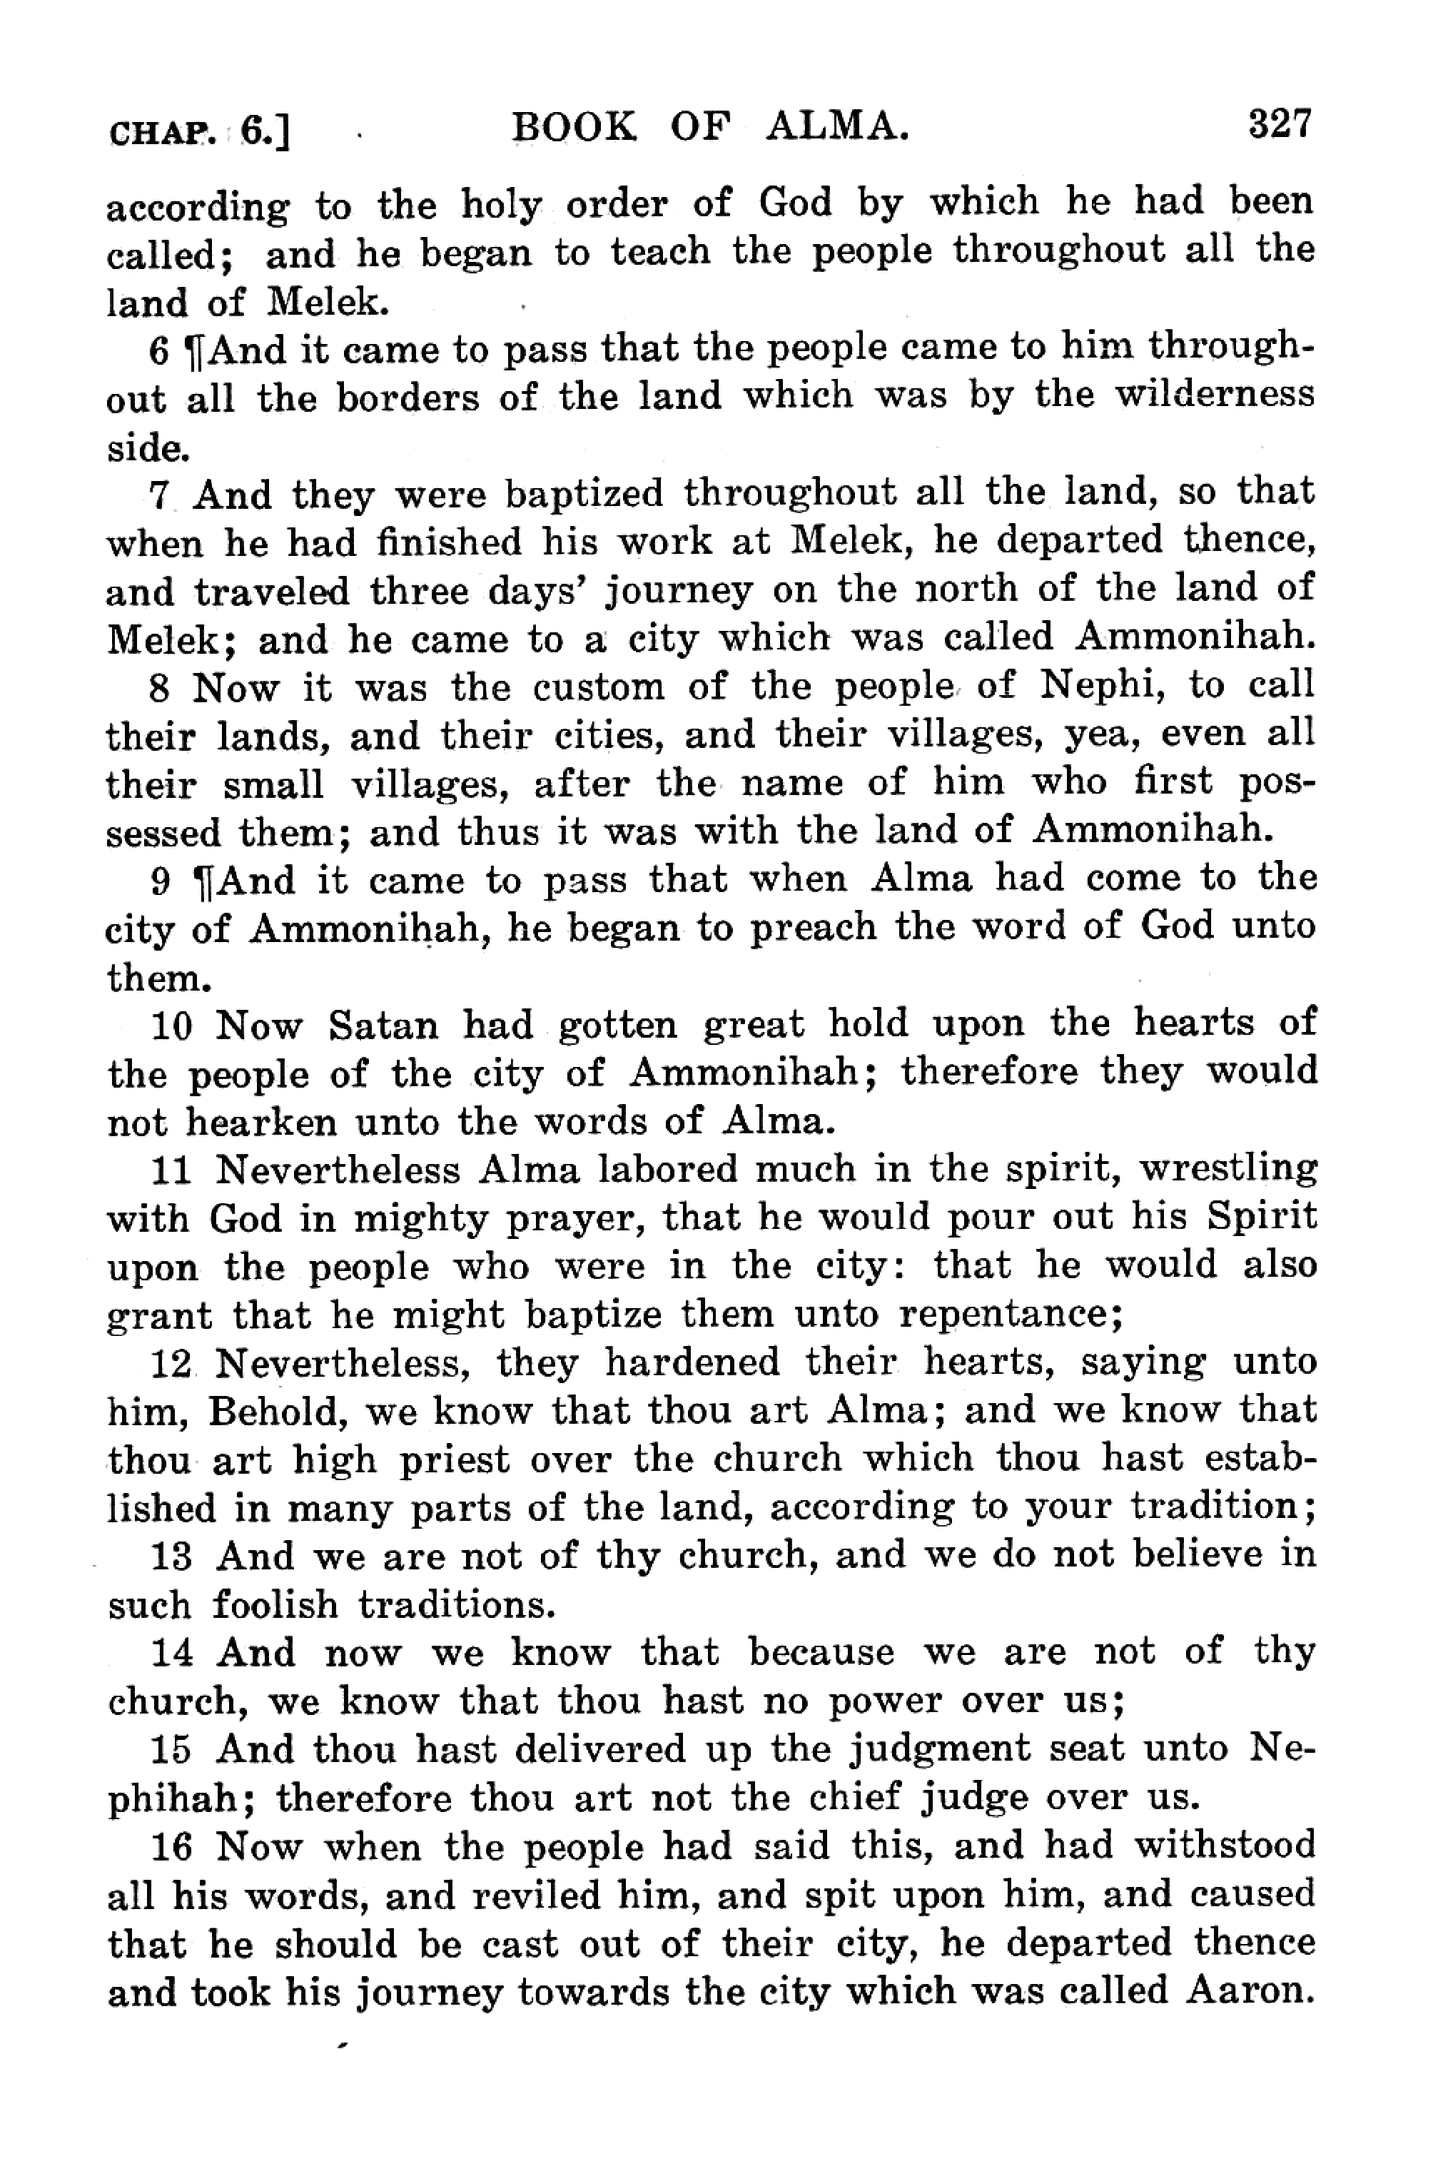 CHAP. 6.] BOOK OF ALMA. 327
according to the holy order of God by which he had been
called; and he began to teach the people throughout all the
land of Melek.
6 ¶And it came to pass that the people came to him through-
out all the borders of the land which was by the wilderness
side.
7 And they were baptized throughout all the land, so that
when he had finished his work at Melek, he departed thence,
and traveled three days' journey on the north of the land of
Melek; and he came to a city which was called Ammonihah.
8 Now it was the custom of the people of Nephi, to call
their lands, and their cities, and their villages, yea, even all
their small villages, after the name of him who first pos-
sessed them; and thus it was with the land of Ammonihah.
9 ¶And it came to pass that when Alma had come to the
city of Ammonihah, he began to preach the word of God unto
them.
10 Now Satan had gotten great hold upon the hearts of
the people of the city of Ammonihah; therefore they would
not hearken unto the words of Alma.
11 Nevertheless Alma labored much in the spirit, wrestling
with God in mighty prayer, that he would pour out his Spirit
upon the people who were in the city: that he would also
grant that he might baptize them unto repentance;
12 Nevertheless, they hardened their hearts, saying unto
him, Behold, we know that thou art Alma; and we know that
thou art high priest over the church which thou hast estab-
lished in many parts of the land, according to your tradition;
13 And we are not of thy church, and we do not believe in
such foolish traditions.
14 And now we know that because we are not of thy
church, we know that thou hast no power over us;
15 And thou hast delivered up the judgment seat unto Ne-
phihah; therefore thou art not the chief judge over us.
16 Now when the people had said this, and had withstood
all his words, and reviled him, and spit upon him, and caused
that he should be cast out of their city, he departed thence
and took his journey towards the city which was called Aaron.